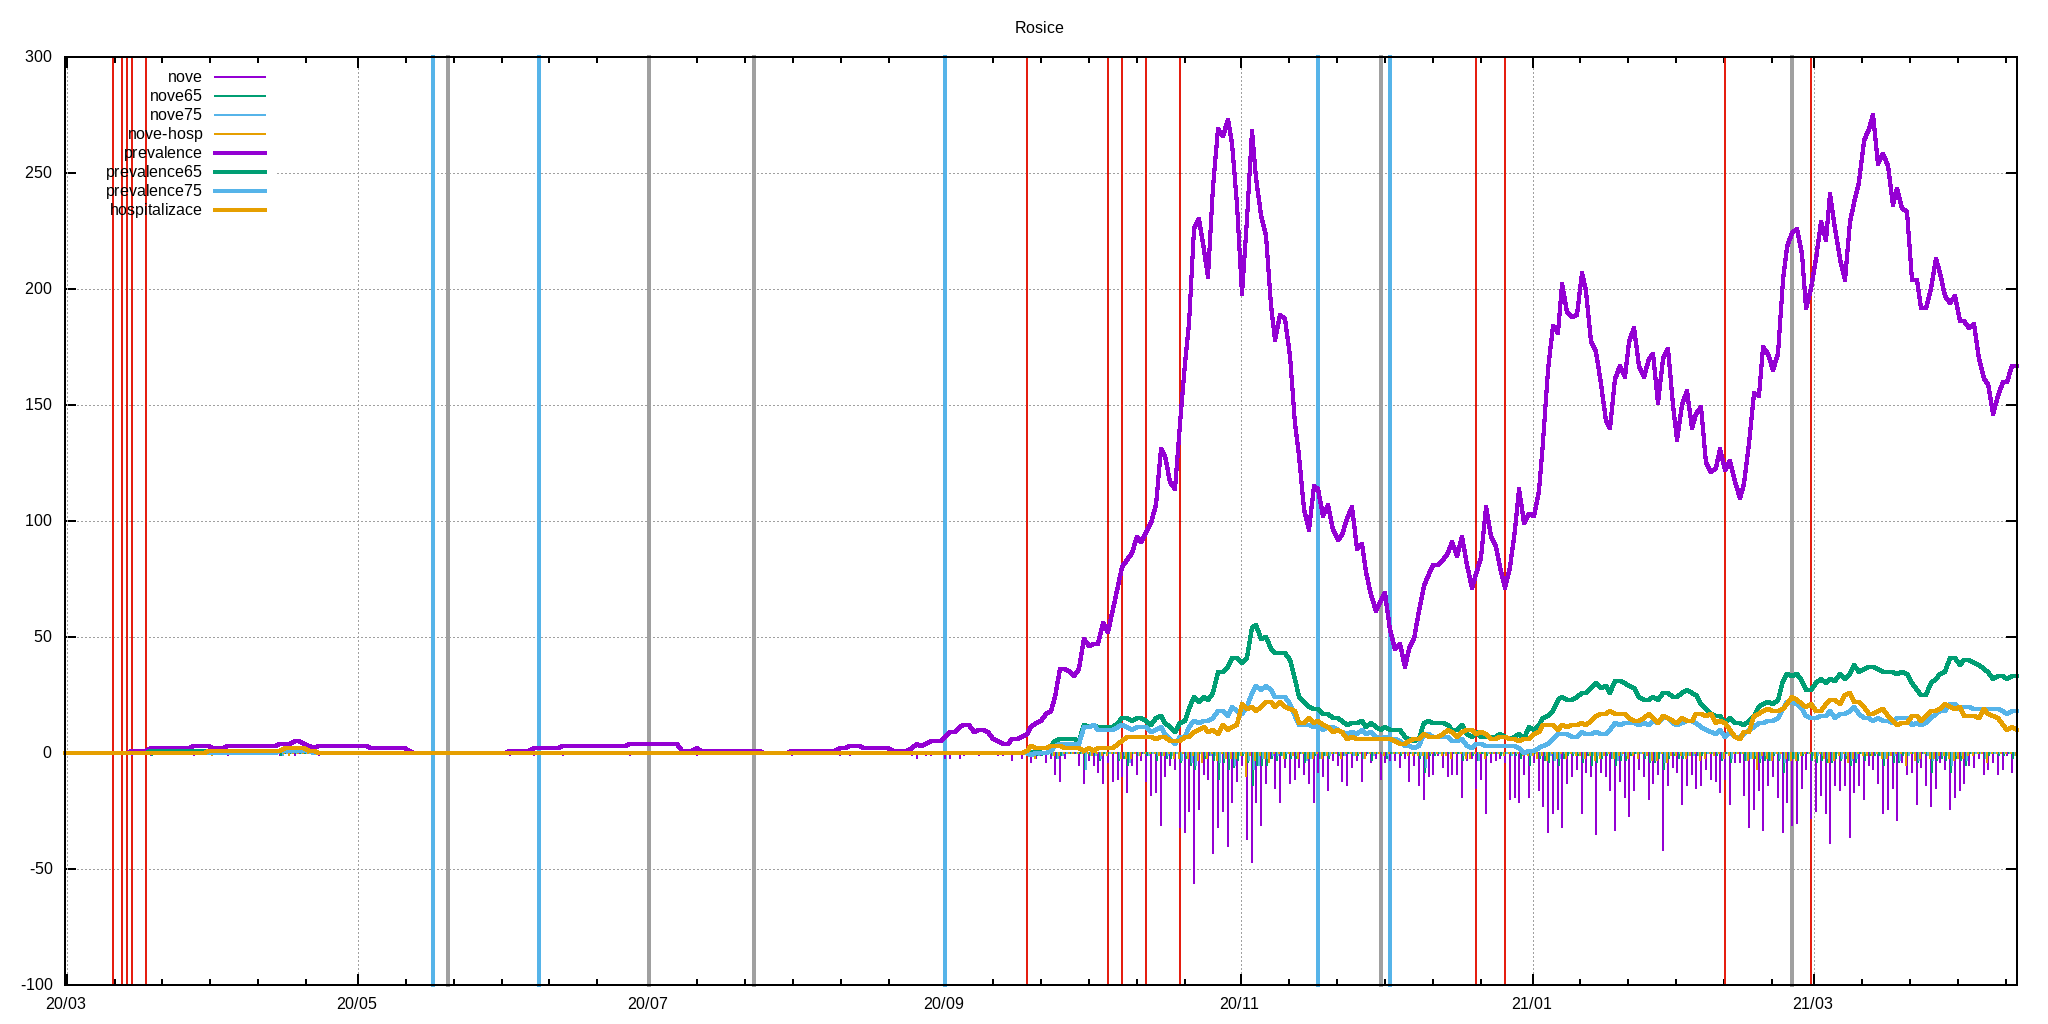 Rosice
300
250
200
150
100
50
0
-50
-100
nove
nove65
nove75
nove-hosp
prevalence
prevalence65
prevalence75
hospitalizace
20/03 20/05 20/07 20/09 20/11 21/01 21/03